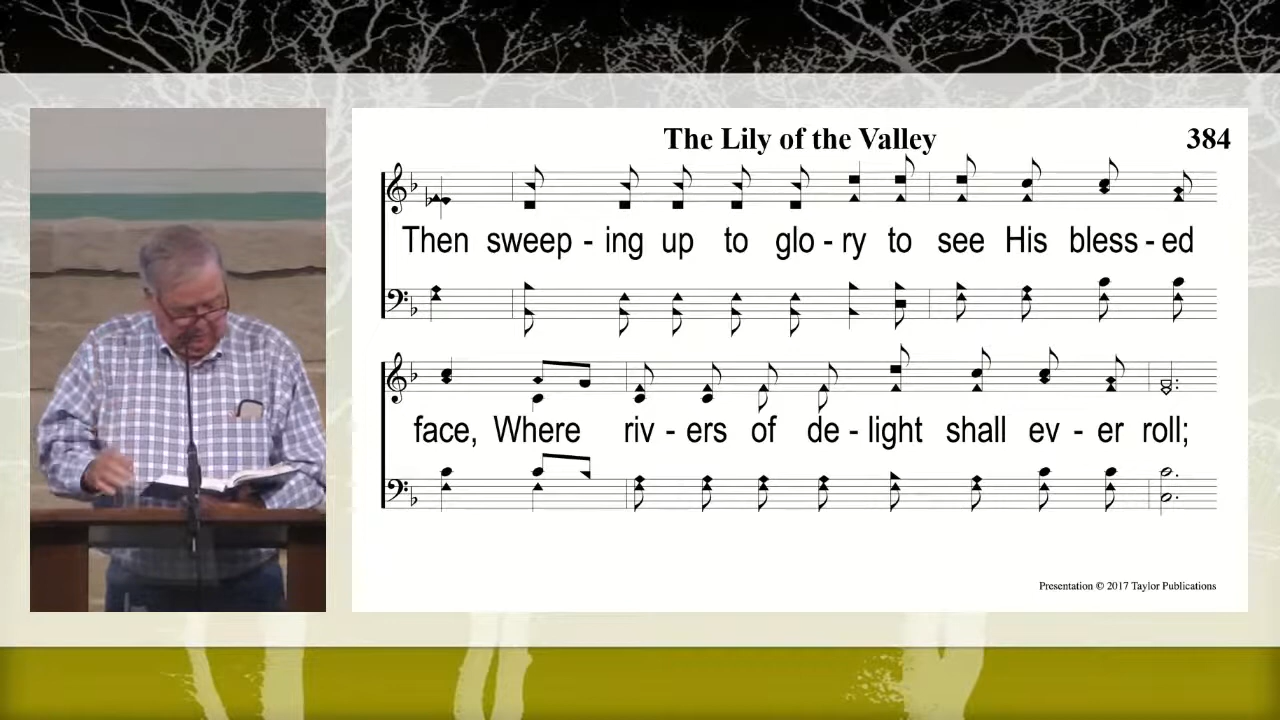 The Lily of the Valley 384
Then sweep - ing up to glo - ry to see His bless - ed
face, Where riv - ers of de - light shall ev - er roll;
Presentation © 2017 Taylor Publications